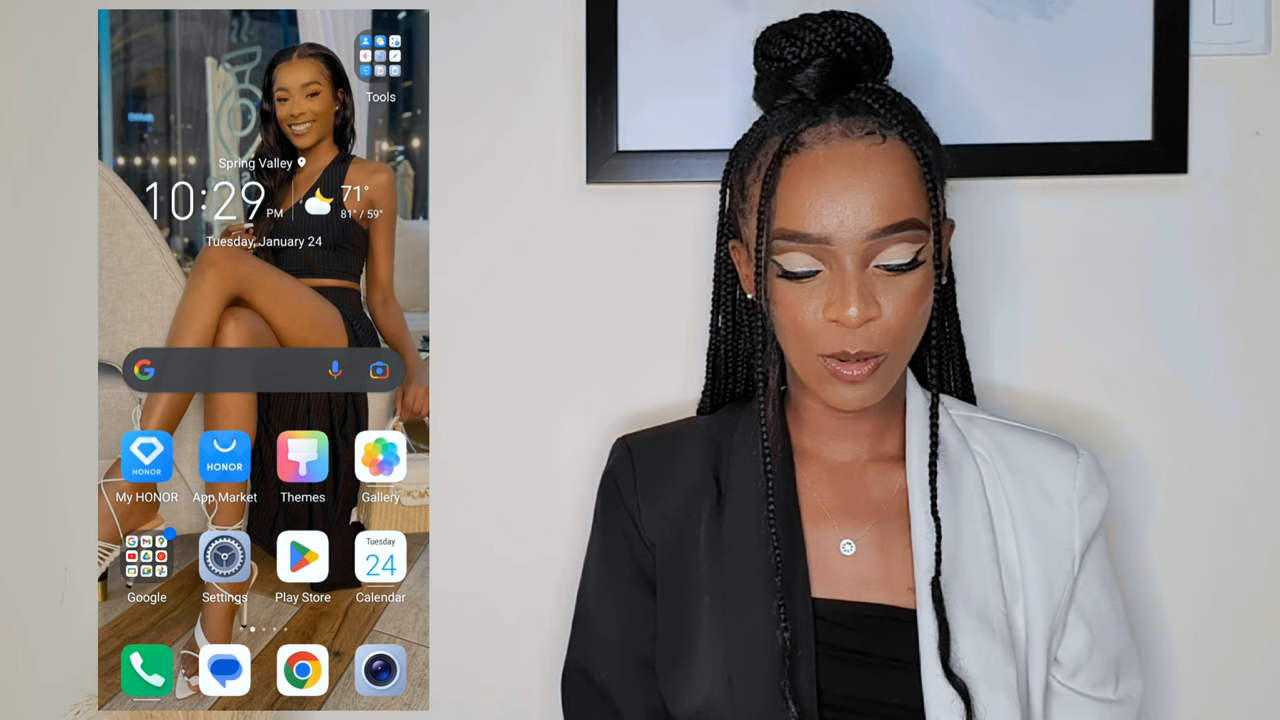 Tools
Spring Valley
10:29 PM
71°
81° / 59°
Tuesday, January 24
HONOR
HONOR
My HONOR
App Market
Themes
Gallery
Tuesday
24
Google
Settings
Play Store
Calendar